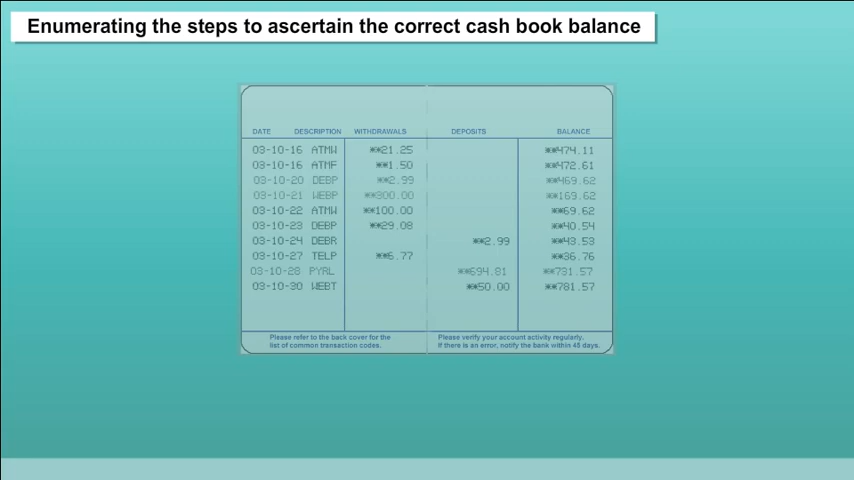 Enumerating the steps to ascertain the correct cash book balance
DATE DESCRIPTION WITHDRAWALS DEPOSITS BALANCE
03-10-16 ATMW **21.25 **474.11
03-10-16 ATMF **1.50 **472.61
03-10-20 DEBP **2.99 **469.62
03-10-21 WEBP **300.00 **169.62
03-10-22 ATMW **100.00 **69.62
03-10-23 DEBP **29.08 **40.54
03-10-24 DEBR **2.99 **43.53
03-10-27 TELP **6.77 **36.76
03-10-28 PYRL **694.81 **731.57
03-10-30 WEBT **50.00 **781.57
Please refer to the back cover for the
list of common transaction codes.
Please verify your account activity regularly.
If there is an error, notify the bank within 45 days.